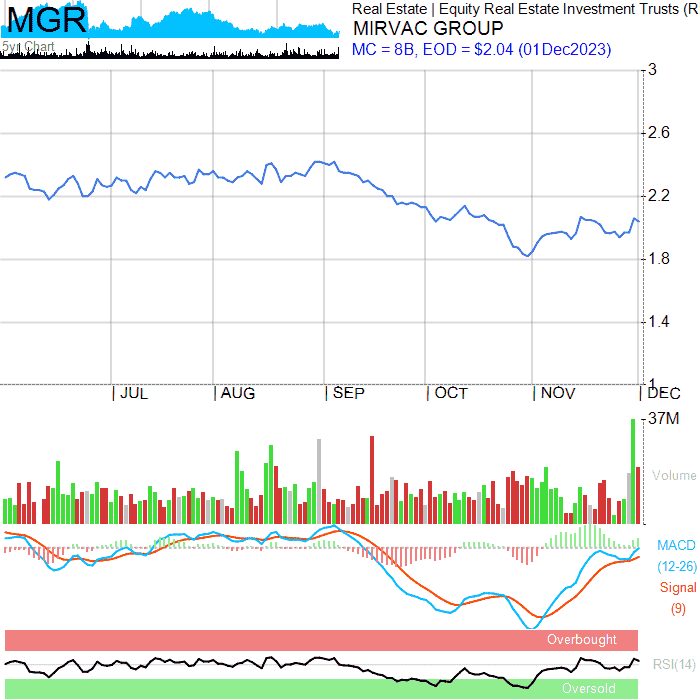 MGR
5yr Chart
Real Estate | Equity Real Estate Investment Trusts (R
MIRVAC GROUP
MC = 8B, EOD = $2.04 (01Dec2023)
3
2.6
2.2
1.8
1.4
1
| JUL | AUG | SEP | OCT | NOV | DEC
37M
Volume
MACD
(12-26)
Signal
(9)
Overbought
RSI(14)
Oversold